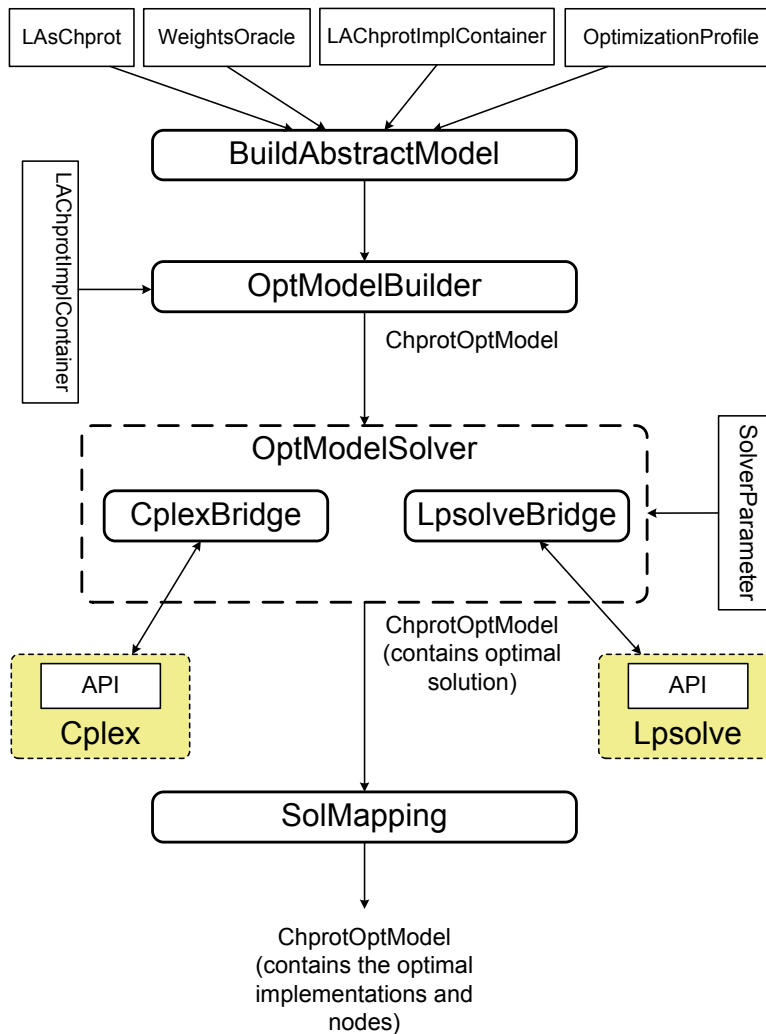 LAsChprot
WeightsOracle
LAChprotImplContainer
OptimizationProfile
BuildAbstractModel
LAChprotImplContainer
OptModelBuilder
ChprotOptModel
OptModelSolver
CplexBridge
LpsolveBridge
SolverParameter
ChprotOptModel
(contains optimal
solution)
API
Cplex
API
Lpsolve
SolMapping
ChprotOptModel
(contains the optimal
implementations and
nodes)